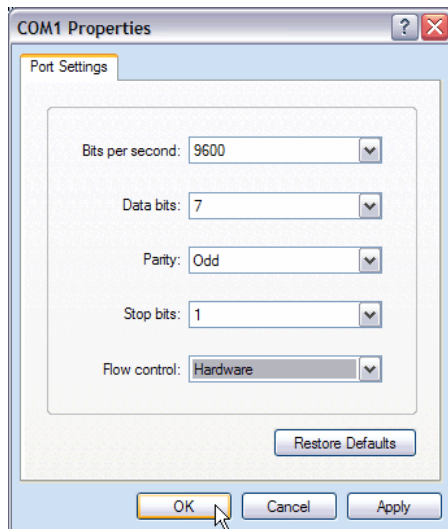 COM1 Properties
Port Settings
Bits per second: 9600
Data bits: 7
Parity: Odd
Stop bits: 1
Flow control: Hardware
Restore Defaults
OK Cancel Apply